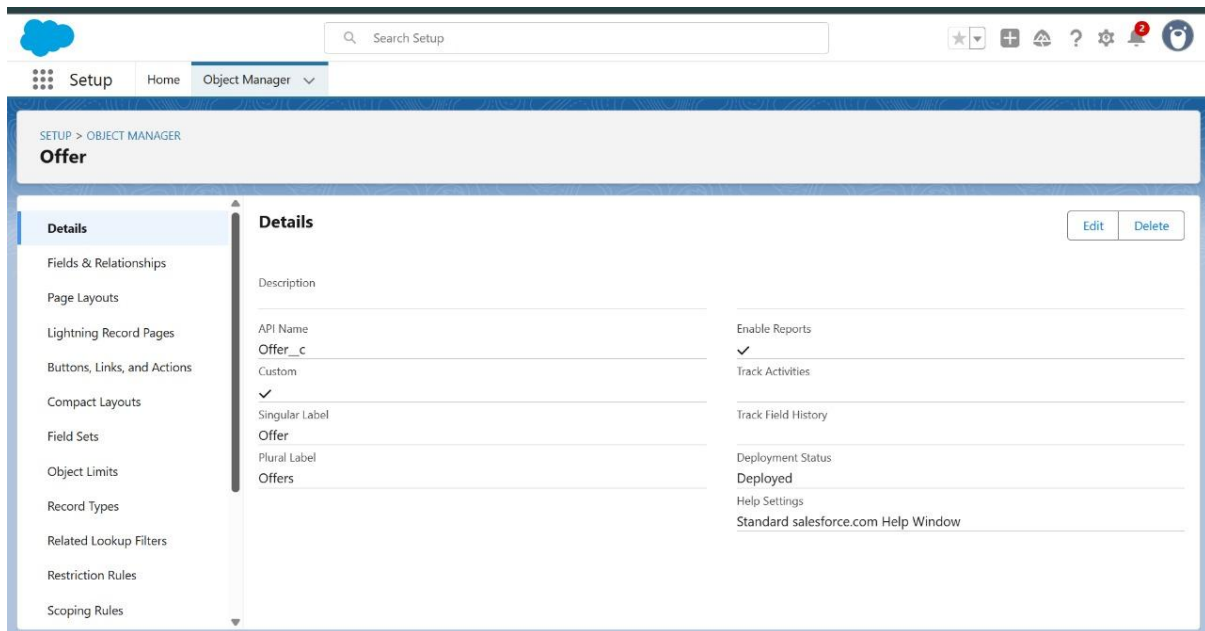 Search Setup
2
Setup
Home
Object Manager
SETUP > OBJECT MANAGER
Offer
Details
Fields & Relationships
Page Layouts
Lightning Record Pages
Buttons, Links, and Actions
Compact Layouts
Field Sets
Object Limits
Record Types
Related Lookup Filters
Restriction Rules
Scoping Rules
Details
Edit
Delete
Description
API Name
Offer__c
Custom
Singular Label
Offer
Plural Label
Offers
Enable Reports
Track Activities
Track Field History
Deployment Status
Deployed
Help Settings
Standard salesforce.com Help Window